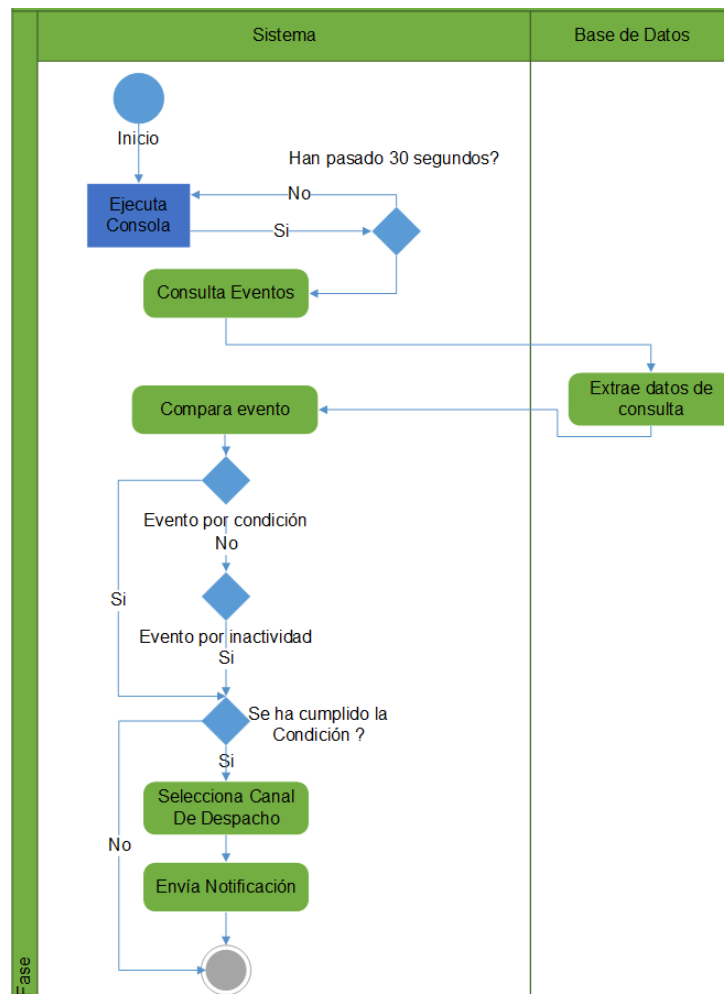 Sistema
Base de Datos
Inicio
Han pasado 30 segundos?
No
Ejecuta
Consola
Si
Consulta Eventos
Extrae datos de
consulta
Compara evento
Evento por condición
No
Si
Evento por inactividad
Si
Se ha cumplido la
Condición ?
Si
Selecciona Canal
De Despacho
No
Envía Notificación
Fase